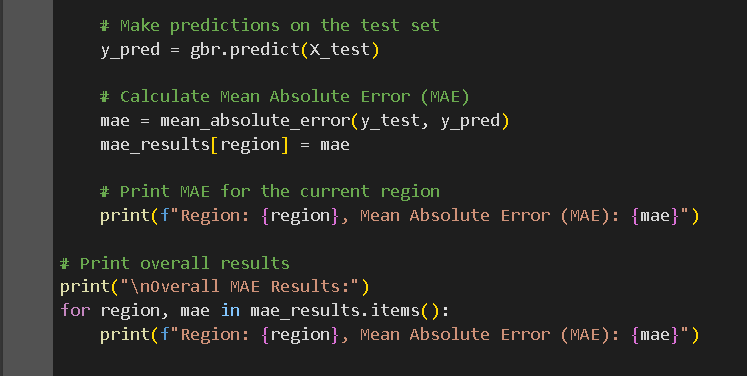 # Make predictions on the test set
y_pred = gbr.predict(X_test)
# Calculate Mean Absolute Error (MAE)
mae = mean_absolute_error(y_test, y_pred)
mae_results[region] = mae
# Print MAE for the current region
print(f"Region: {region}, Mean Absolute Error (MAE): {mae}")
# Print overall results
print("\nOverall MAE Results:")
for region, mae in mae_results.items():
print(f"Region: {region}, Mean Absolute Error (MAE): {mae}")